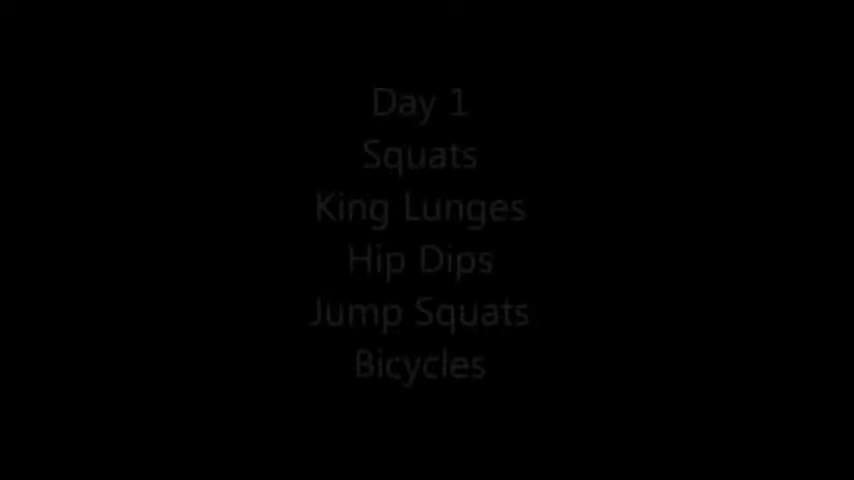 Day 1
Squats
King Lunges
Hip Dips
Jump Squats
Bicycles